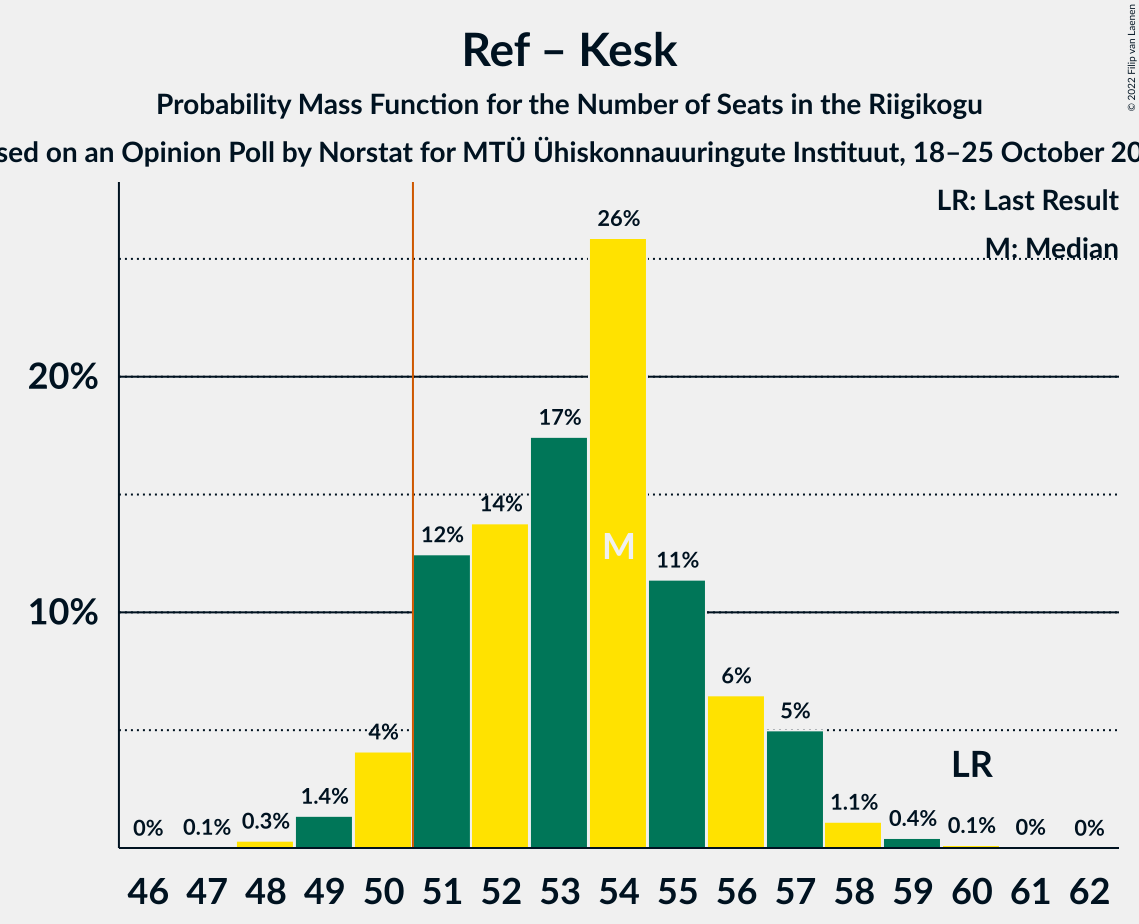 Ref – Kesk
Probability Mass Function for the Number of Seats in the Riigikogu
sed on an Opinion Poll by Norstat for MTÜ Ühiskonnauuringute Instituut, 18–25 October 20
© 2022 Filip van Laenen
LR: Last Result
M: Median
20%
10%
0%
0.1%
0.3%
1.4%
4%
12%
14%
17%
26%
11%
6%
5%
1.1%
0.4%
0.1%
0%
0%
M
LR
46 47 48 49 50 51 52 53 54 55 56 57 58 59 60 61 62